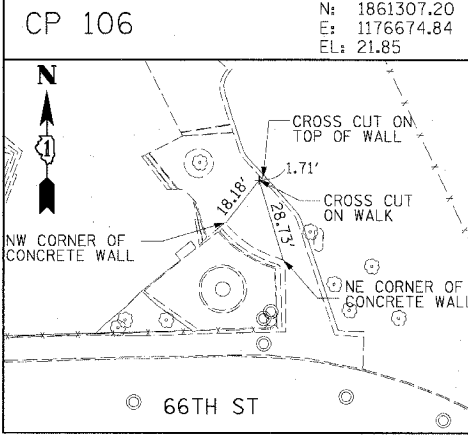 CP 106
N: 1861307.20
E: 1176674.84
EL: 21.85
N
1
CROSS CUT ON
TOP OF WALL
1.71'
18.18'
CROSS CUT
ON WALK
28.73'
NW CORNER OF
CONCRETE WALL
NE CORNER OF
CONCRETE WALL
66TH ST